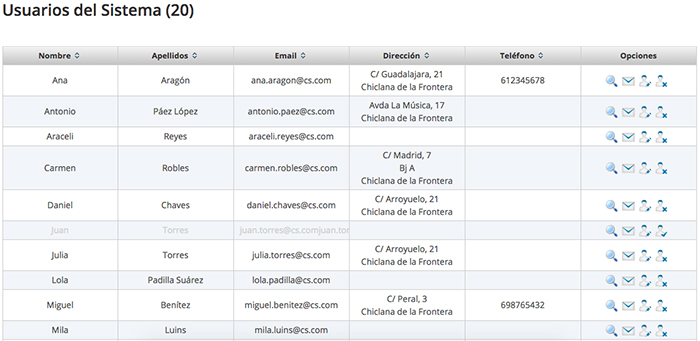 Usuarios del Sistema (20)
Nombre Apellidos Email Dirección Teléfono Opciones
Ana Aragón ana.aragon@cs.com C/ Guadalajara, 21 612345678
Chiclana de la Frontera
Antonio Páez López antonio.paez@cs.com Avda La Música, 17
Chiclana de la Frontera
Araceli Reyes araceli.reyes@cs.com
Carmen Robles carmen.robles@cs.com C/ Madrid, 7
Bj A
Chiclana de la Frontera
Daniel Chaves daniel.chaves@cs.com C/ Arroyuelo, 21
Chiclana de la Frontera
Juan Torres juan.torres@cs.comjuan.tor
Julia Torres julia.torres@cs.com C/ Arroyuelo, 21
Chiclana de la Frontera
Lola Padilla Suárez lola.padilla@cs.com
Miguel Benítez miguel.benitez@cs.com C/ Peral, 3 698765432
Chiclana de la Frontera
Mila Luins mila.luins@cs.com